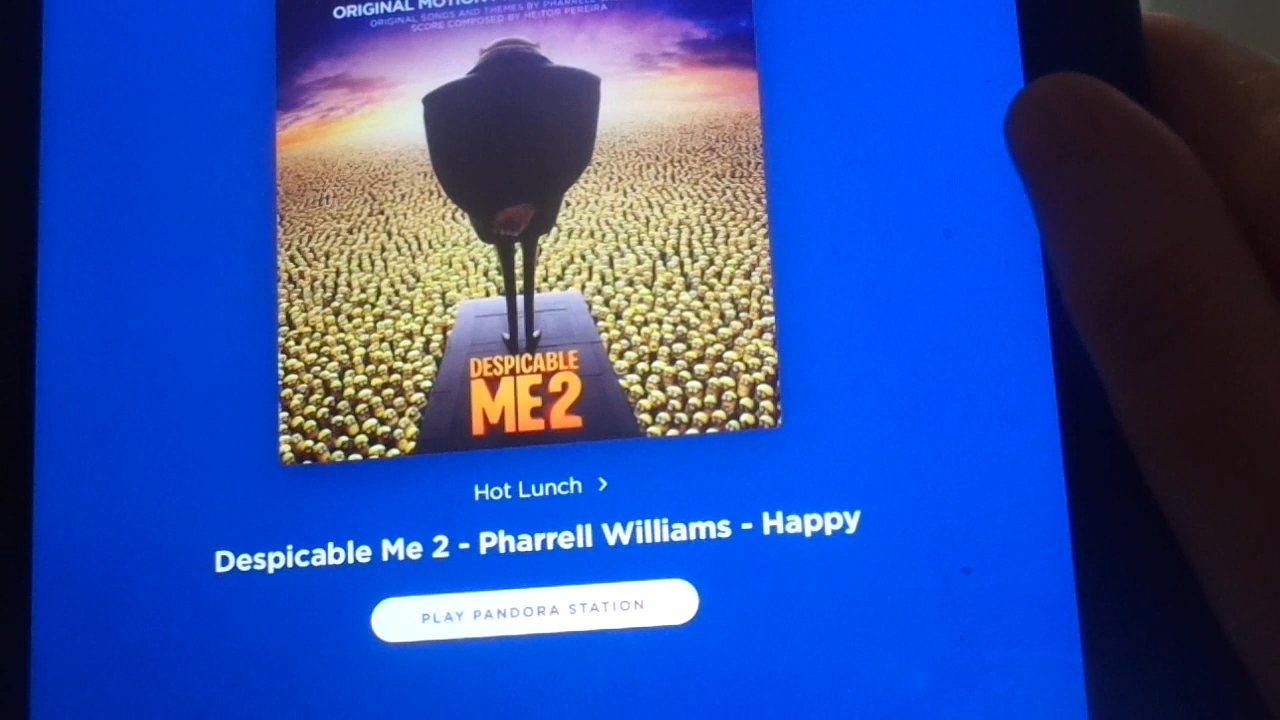 ORIGINAL MOTION
ORIGINAL SONGS AND THEMES BY PHARRELL
SCORE COMPOSED BY HEITOR PEREIRA
DESPICABLE
ME 2
Hot Lunch >
Despicable Me 2 - Pharrell Williams - Happy
PLAY PANDORA STATION